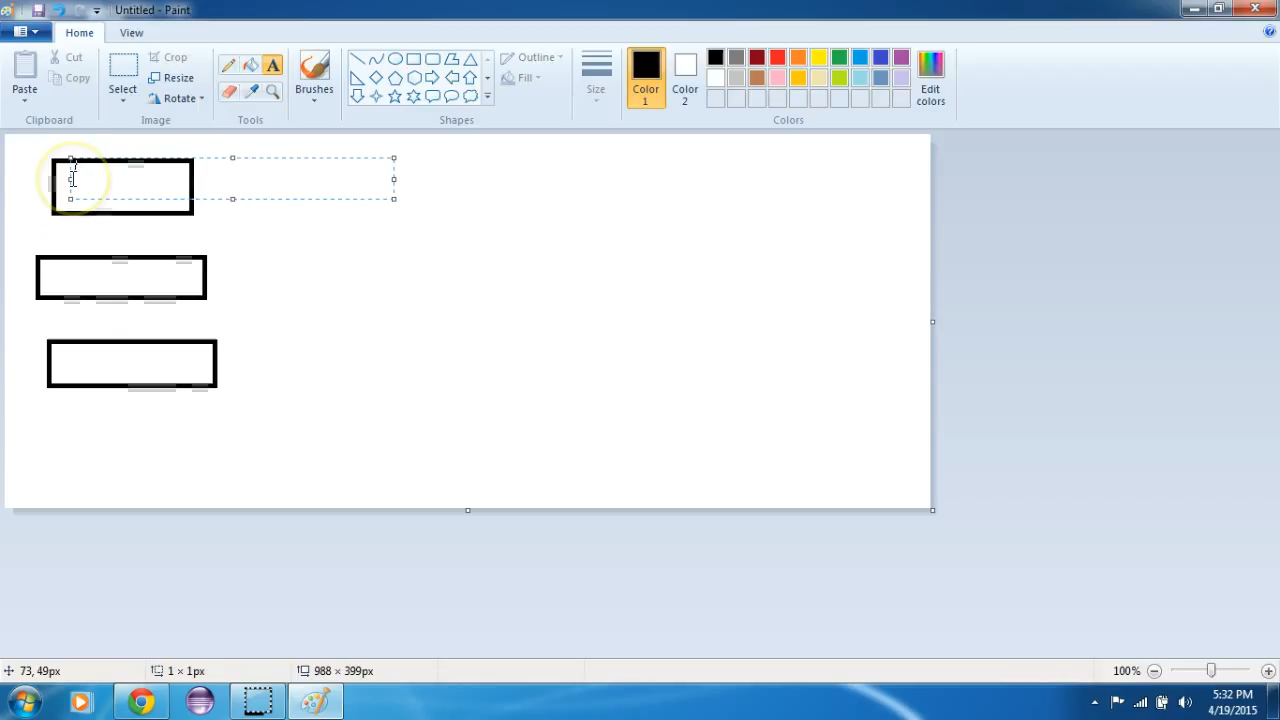 Untitled - Paint
Home
View
Paste
Cut
Copy
Clipboard
Select
Crop
Resize
Rotate
Image
A
Tools
Brushes
Outline
Fill
Shapes
Size
Color 1
Color 2
Edit colors
Colors
73, 49px
1 × 1px
988 × 399px
100%
5:32 PM
4/19/2015